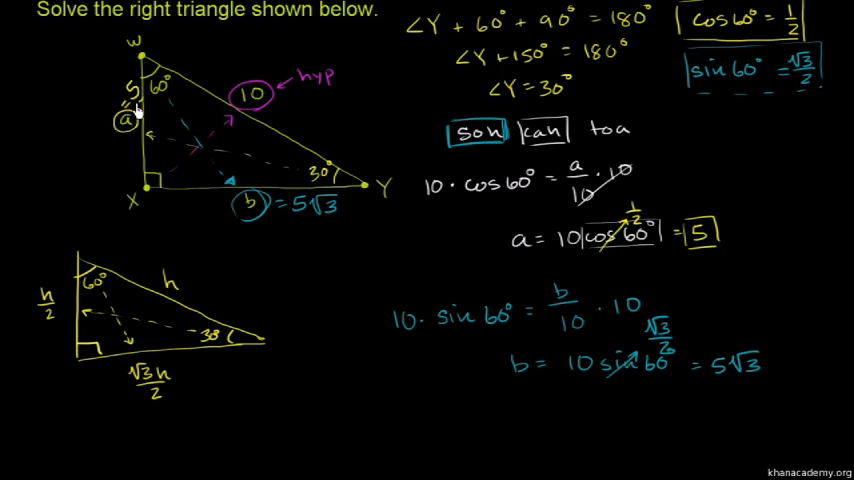 Solve the right triangle shown below.
∠Y + 60° + 90° = 180°
∠Y + 150° = 180°
∠Y = 30°
cos 60° = 1/2
sin 60° = √3/2
W
60°
5
=
a
10
hyp
30°
X
Y
b = 5√3
soh cah toa
10 · cos 60° = a/10 · 10
1/2
a = 10 cos 60° = 5
60°
h
h/2
30°
√3h/2
10 · sin 60° = b/10 · 10
√3/2
b = 10 sin 60° = 5√3
khanacademy.org